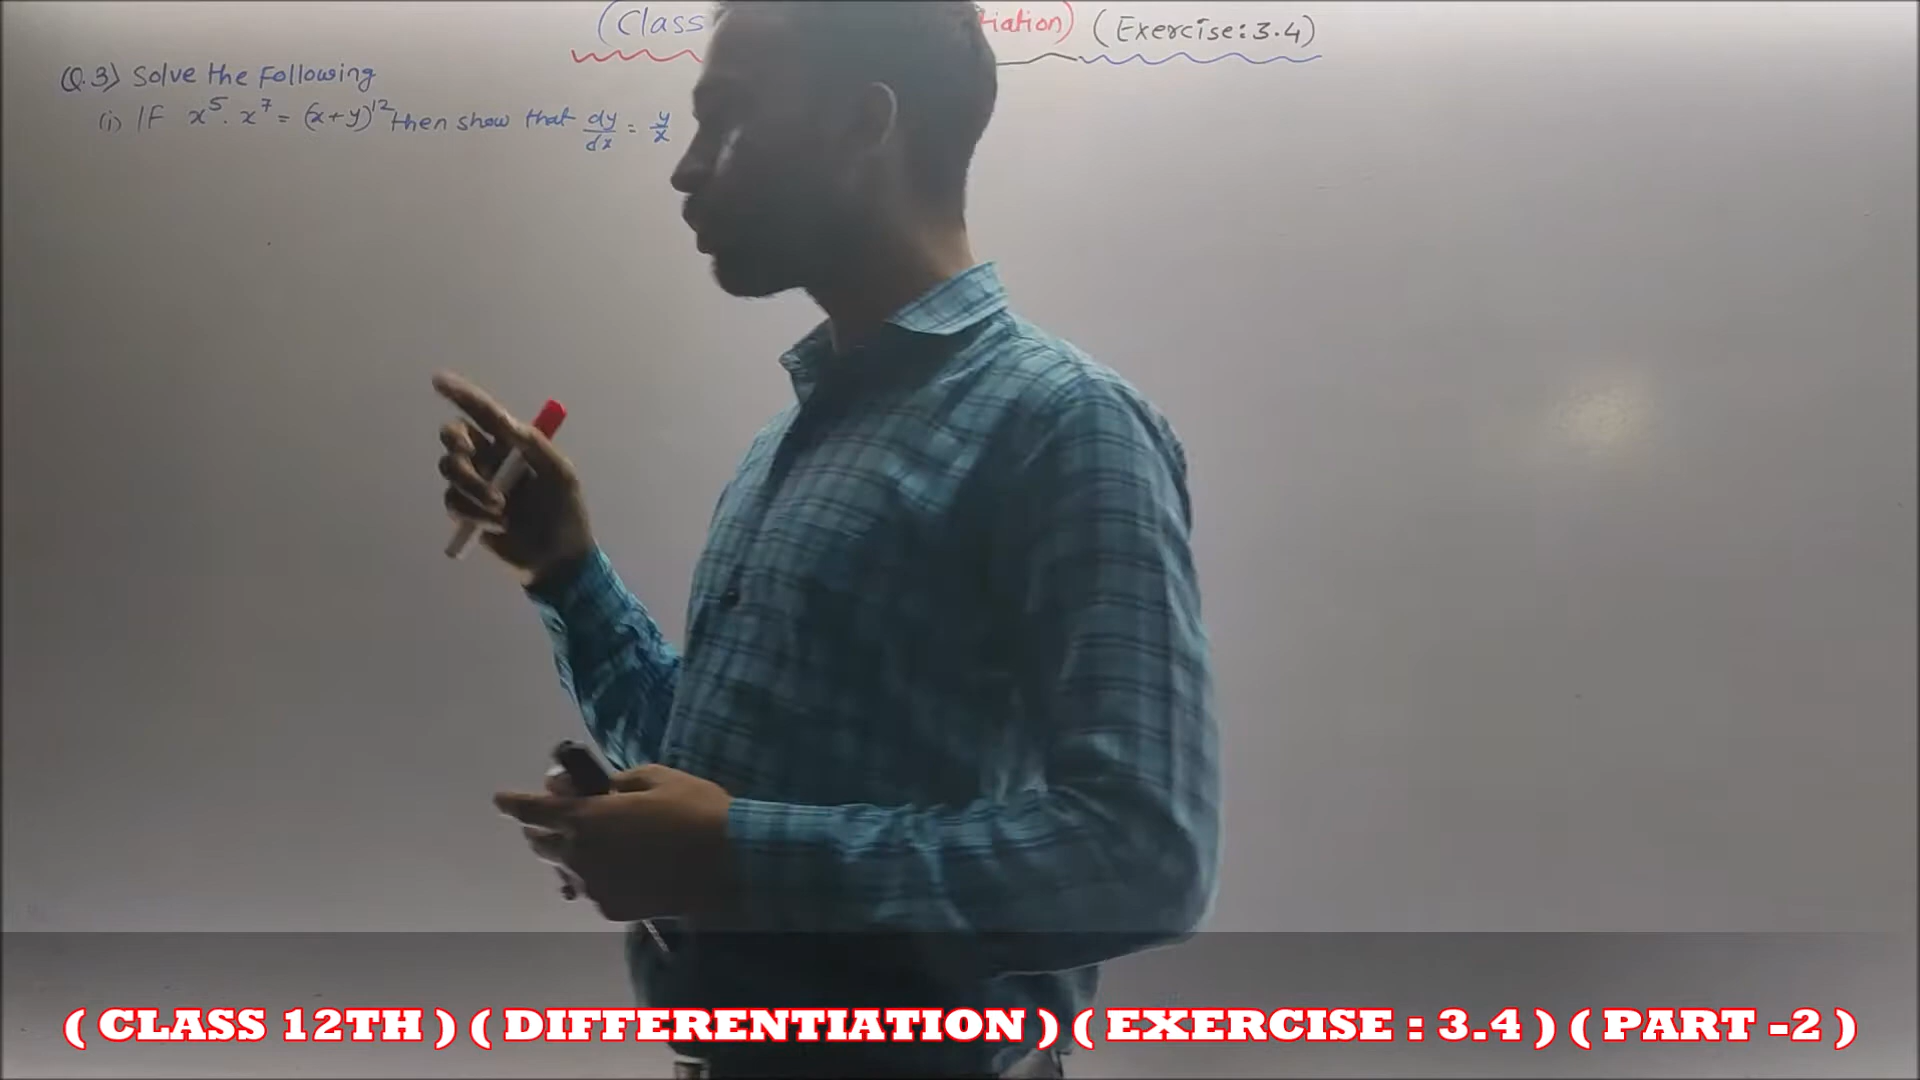 (Class tiation) (Exercise:3.4)
Q.3) Solve the Following
(i) IF x⁵. x⁷ = (x+y)¹² then show that dy/dx = y/x
( CLASS 12TH ) ( DIFFERENTIATION ) ( EXERCISE : 3.4 ) ( PART -2 )